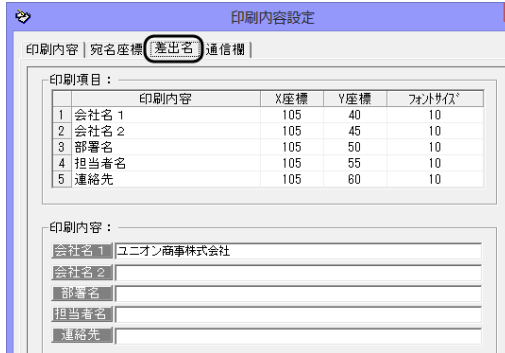 印刷内容設定
印刷内容 宛名座標 差出名 通信欄
印刷項目：
印刷内容 X座標 Y座標 フォントサイズ
1 会社名１ 105 40 10
2 会社名２ 105 45 10
3 部署名 105 50 10
4 担当者名 105 55 10
5 連絡先 105 60 10
印刷内容：
会社名１ ユニオン商事株式会社
会社名２
部署名
担当者名
連絡先